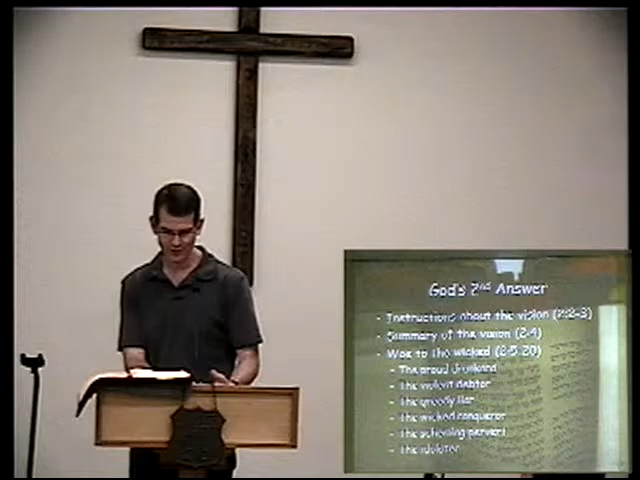 God's 2nd Answer
- Instructions about the vision (2:2-3)
- Summary of the vision (2:4)
- Woe to the wicked (2:5-20)
- The proud drunkard
- The violent debtor
- The greedy liar
- The wicked conqueror
- The scheming pervert
- The idolater